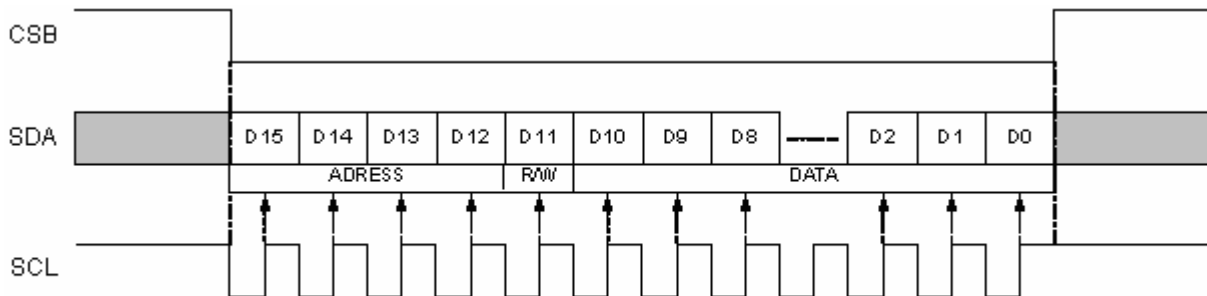 CSB
SDA D15 D14 D13 D12 D11 D10 D9 D8 D2 D1 D0
ADRESS R/W DATA
SCL